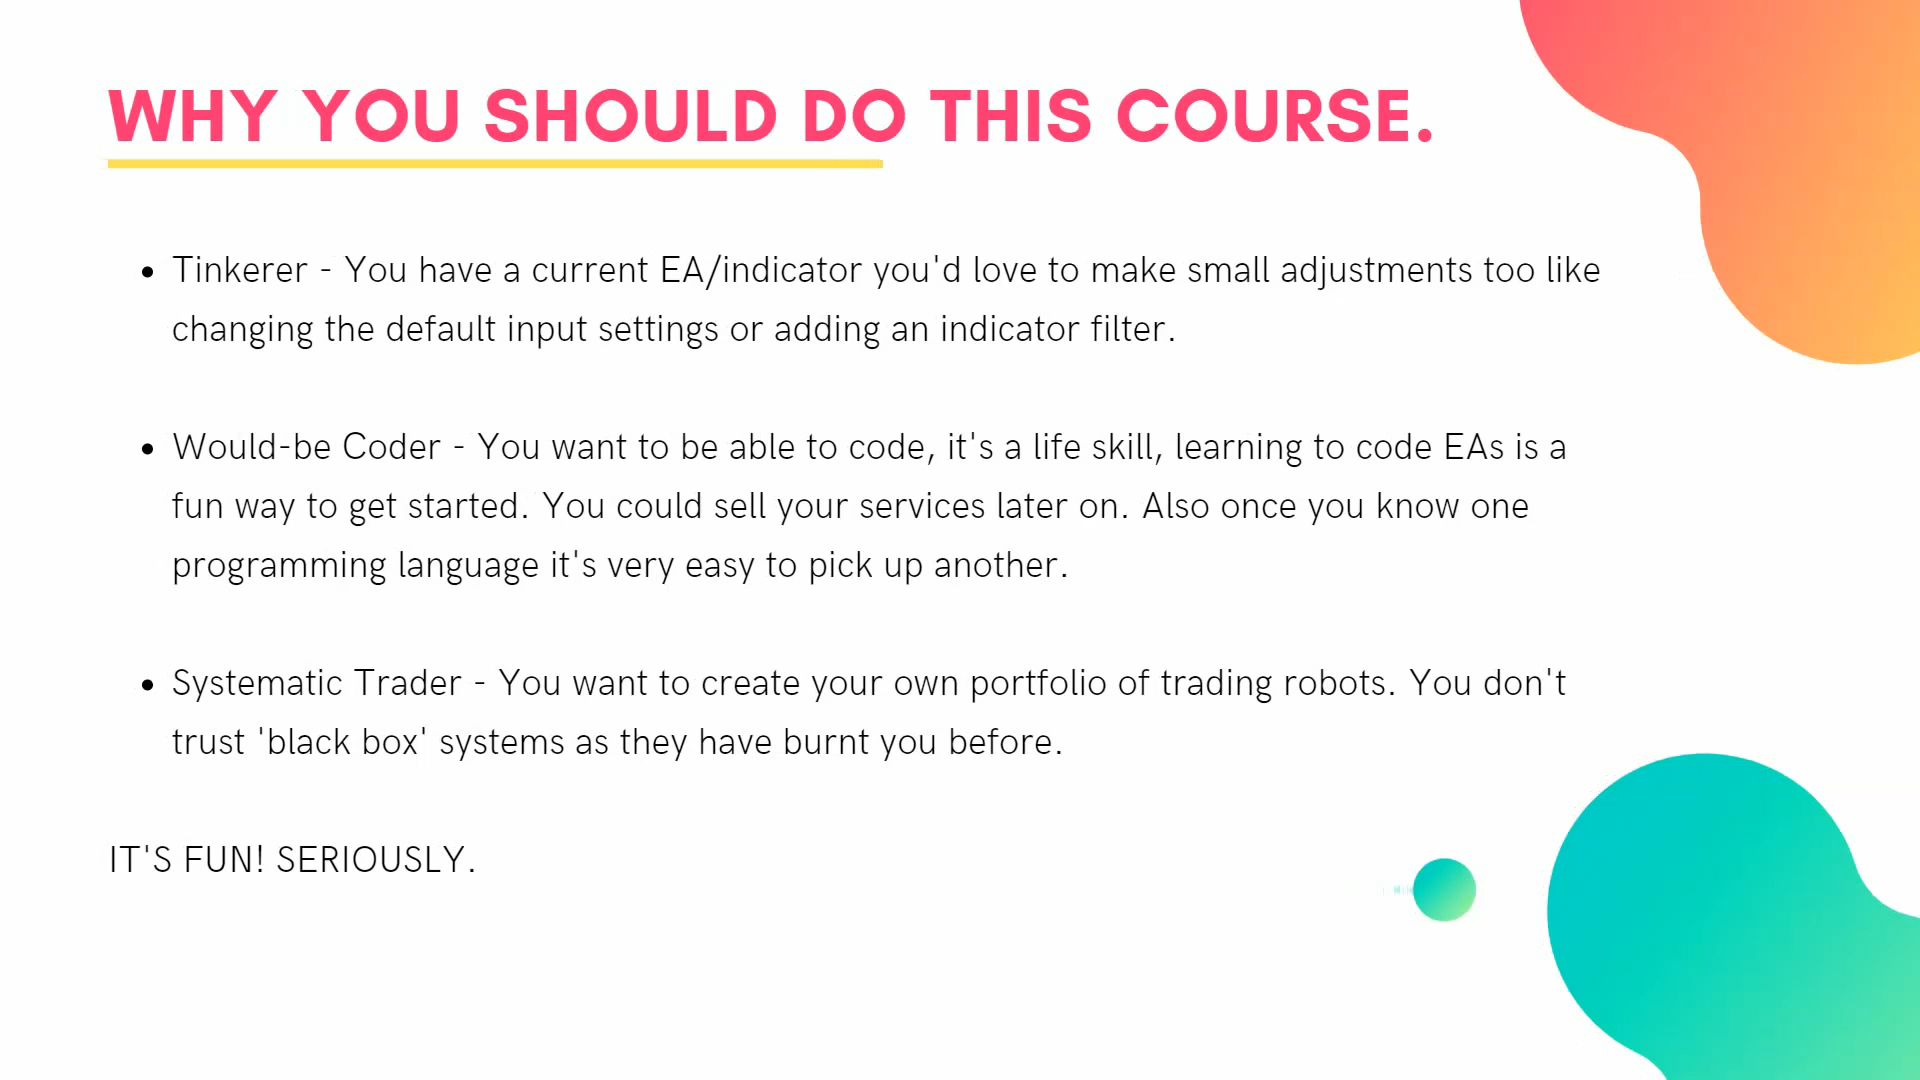 WHY YOU SHOULD DO THIS COURSE.
• Tinkerer - You have a current EA/indicator you'd love to make small adjustments too like
changing the default input settings or adding an indicator filter.
• Would-be Coder - You want to be able to code, it's a life skill, learning to code EAs is a
fun way to get started. You could sell your services later on. Also once you know one
programming language it's very easy to pick up another.
• Systematic Trader - You want to create your own portfolio of trading robots. You don't
trust 'black box' systems as they have burnt you before.
IT'S FUN! SERIOUSLY.